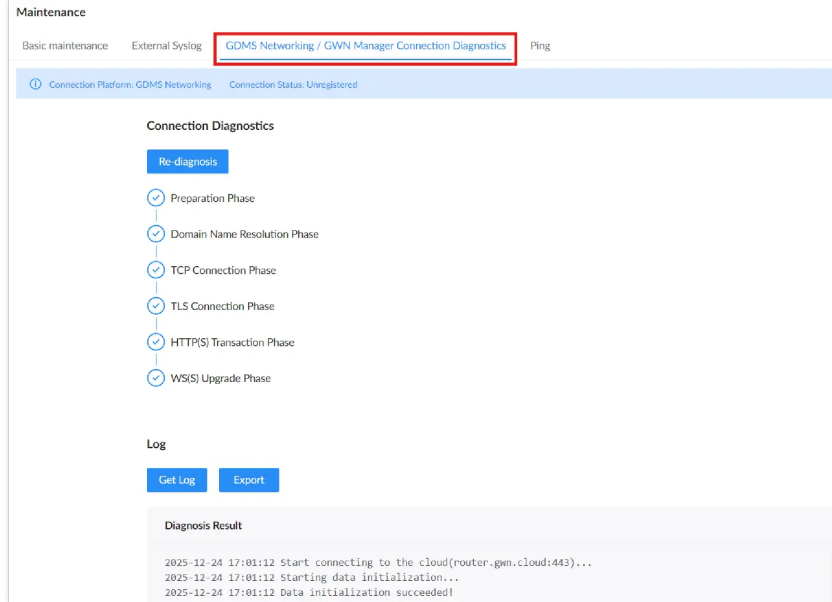 Maintenance
Basic maintenance External Syslog GDMS Networking / GWN Manager Connection Diagnostics Ping
Connection Platform: GDMS Networking Connection Status: Unregistered
Connection Diagnostics
Re-diagnosis
Preparation Phase
Domain Name Resolution Phase
TCP Connection Phase
TLS Connection Phase
HTTP(S) Transaction Phase
WS(S) Upgrade Phase
Log
Get Log Export
Diagnosis Result
2025-12-24 17:01:12 Start connecting to the cloud(router.gwn.cloud:443)...
2025-12-24 17:01:12 Starting data initialization...
2025-12-24 17:01:12 Data initialization succeeded!